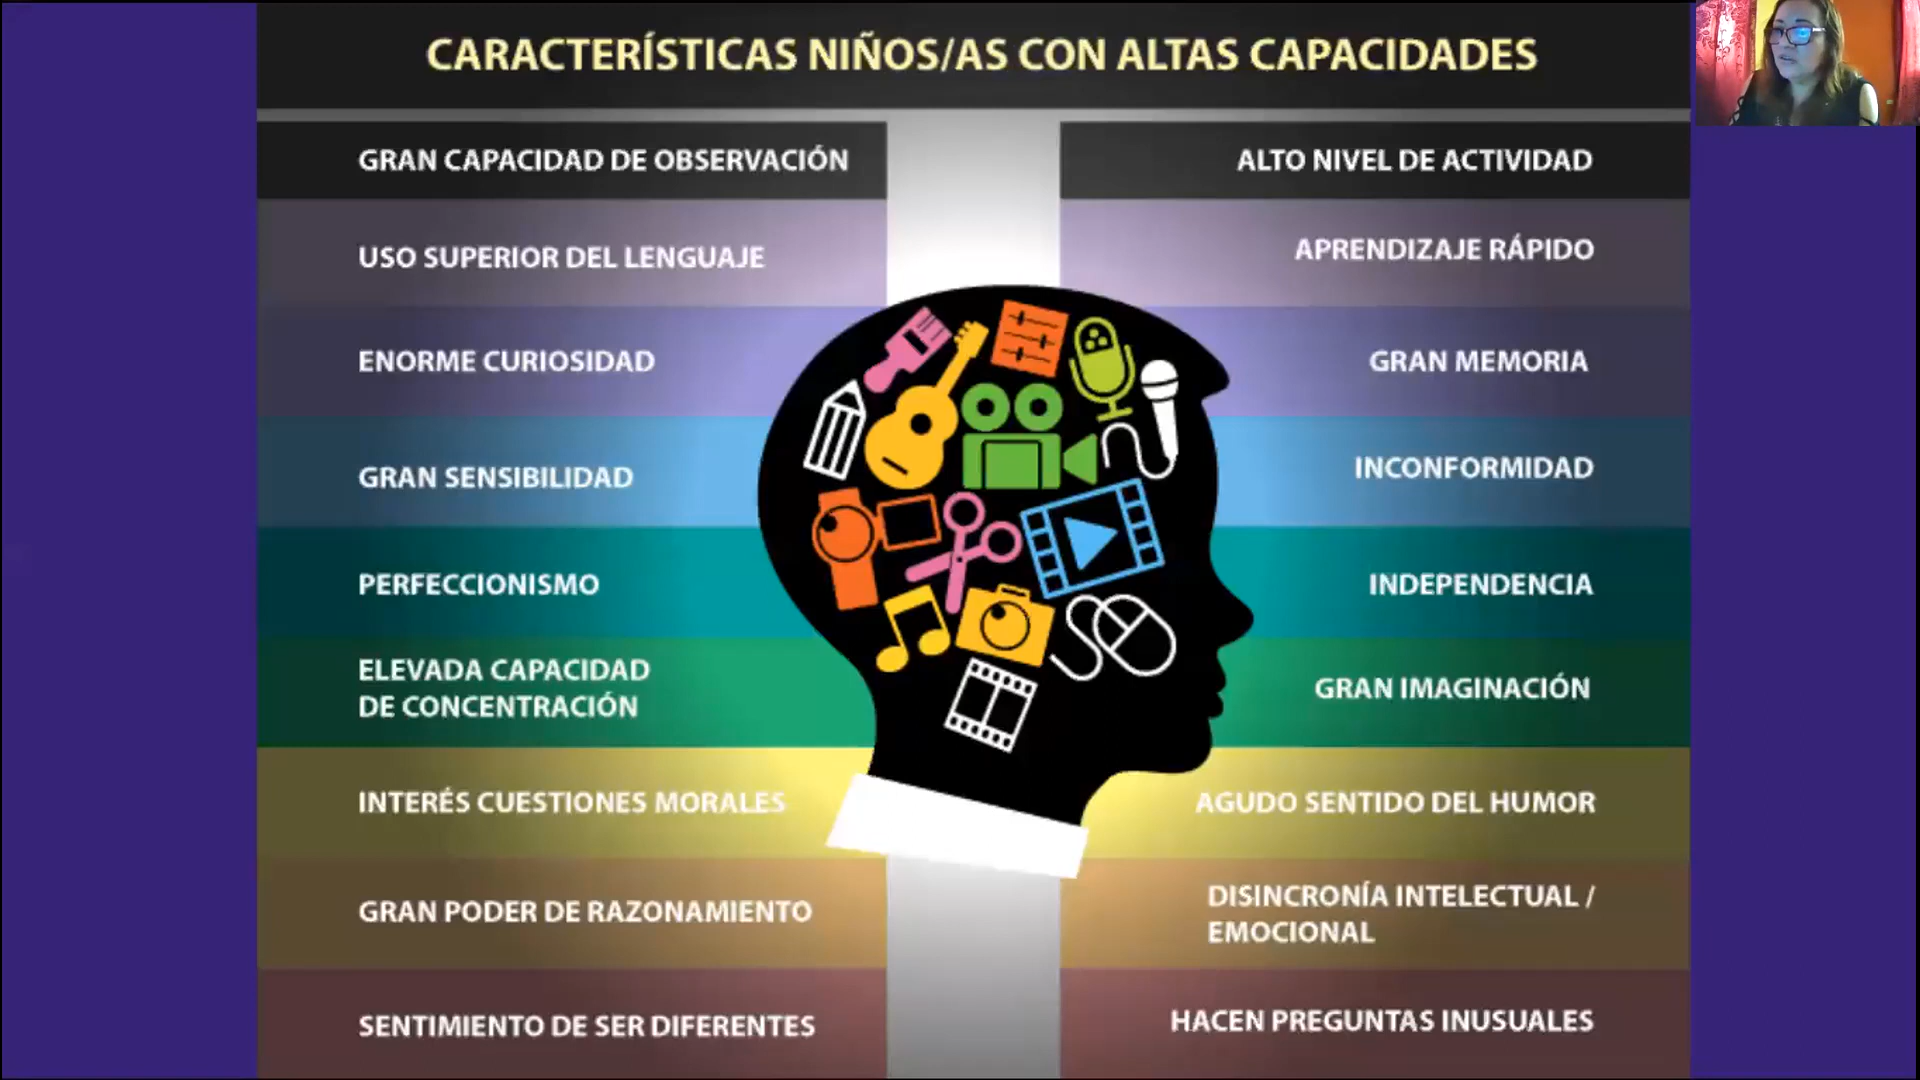 CARACTERÍSTICAS NIÑOS/AS CON ALTAS CAPACIDADES
GRAN CAPACIDAD DE OBSERVACIÓN
ALTO NIVEL DE ACTIVIDAD
USO SUPERIOR DEL LENGUAJE
APRENDIZAJE RÁPIDO
ENORME CURIOSIDAD
GRAN MEMORIA
GRAN SENSIBILIDAD
INCONFORMIDAD
PERFECCIONISMO
INDEPENDENCIA
ELEVADA CAPACIDAD
DE CONCENTRACIÓN
GRAN IMAGINACIÓN
INTERÉS CUESTIONES MORALES
AGUDO SENTIDO DEL HUMOR
GRAN PODER DE RAZONAMIENTO
DISINCRONÍA INTELECTUAL /
EMOCIONAL
SENTIMIENTO DE SER DIFERENTES
HACEN PREGUNTAS INUSUALES